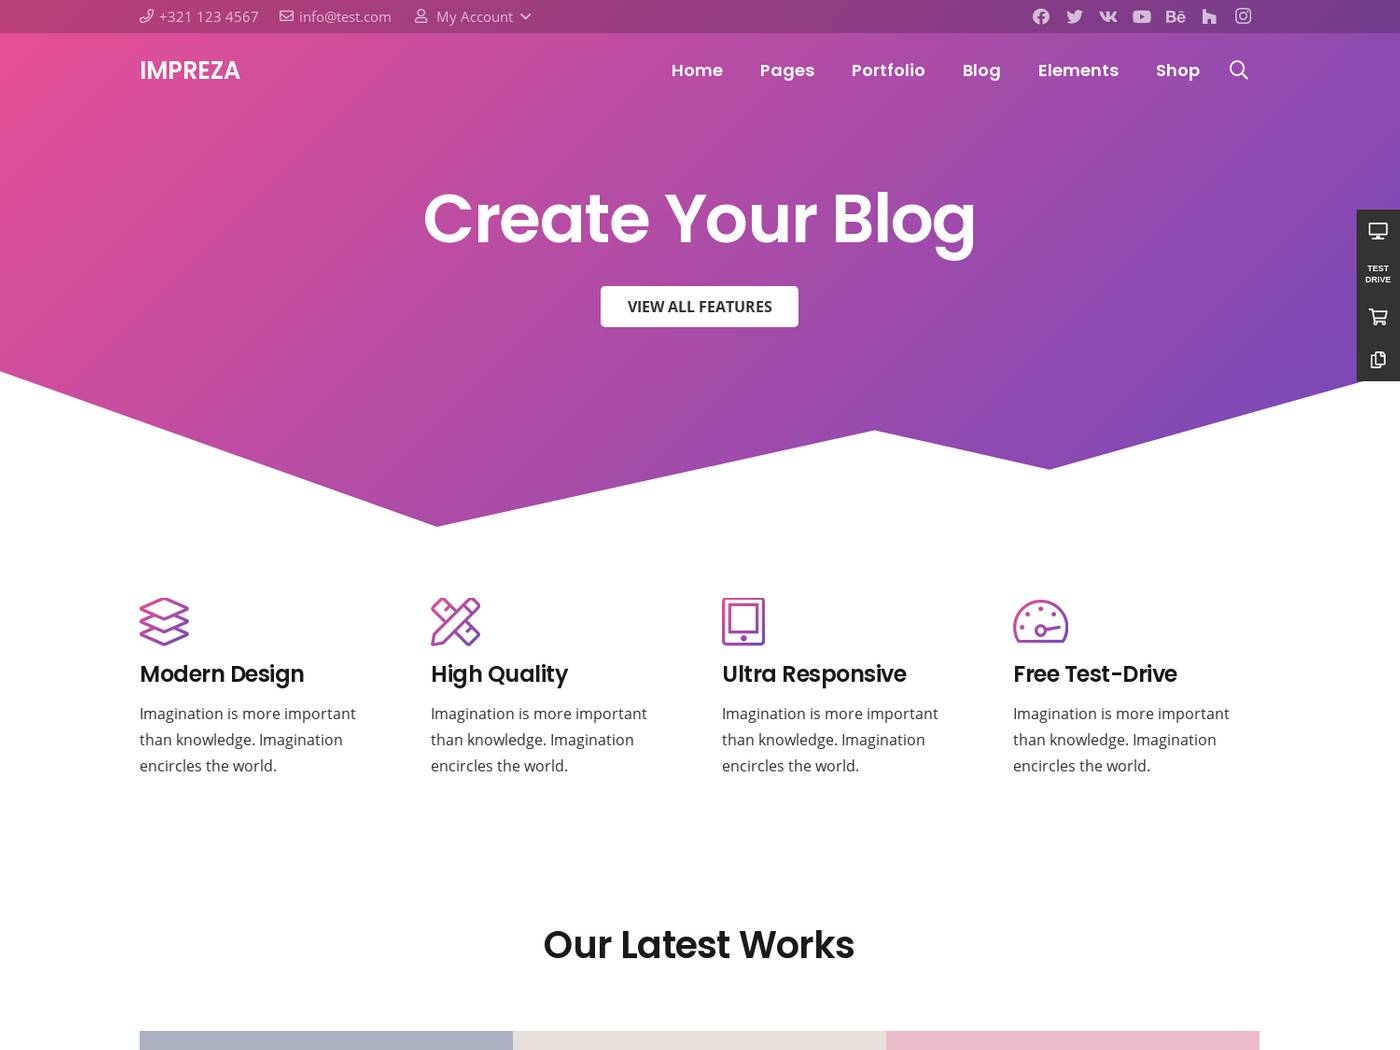 +321 123 4567 info@test.com My Account
IMPREZA Home Pages Portfolio Blog Elements Shop
Create Your Blog
VIEW ALL FEATURES
TEST
DRIVE
Modern Design
Imagination is more important
than knowledge. Imagination
encircles the world.
High Quality
Imagination is more important
than knowledge. Imagination
encircles the world.
Ultra Responsive
Imagination is more important
than knowledge. Imagination
encircles the world.
Free Test-Drive
Imagination is more important
than knowledge. Imagination
encircles the world.
Our Latest Works